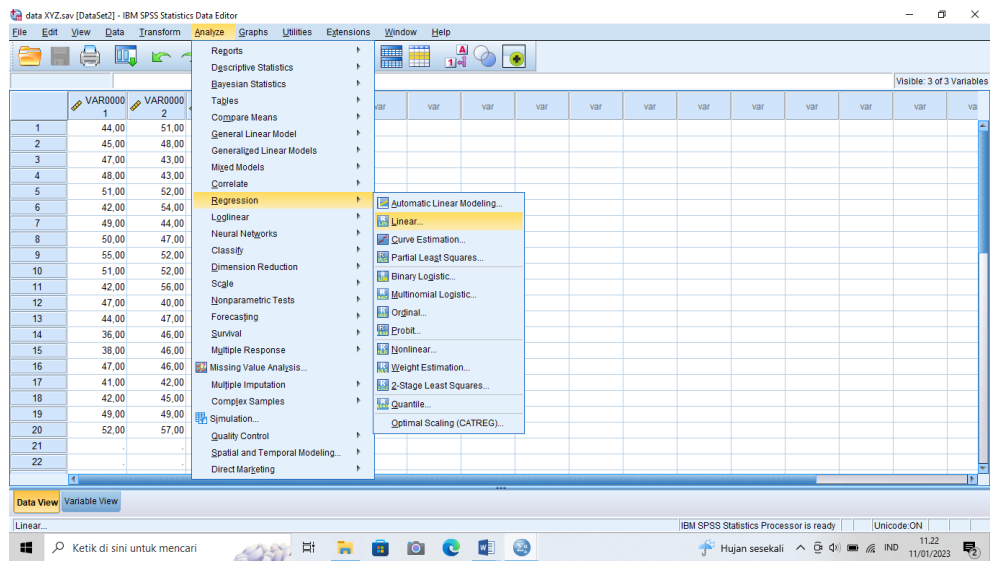 data XYZ.sav [DataSet2] - IBM SPSS Statistics Data Editor
File Edit View Data Transform Analyze Graphs Utilities Extensions Window Help
Visible: 3 of 3 Variables
VAR00001 VAR00002 var var var var var var var var var var var
1 44,00 51,00
2 45,00 48,00
3 47,00 43,00
4 48,00 43,00
5 51,00 52,00
6 42,00 54,00
7 49,00 44,00
8 50,00 47,00
9 55,00 52,00
10 51,00 52,00
11 42,00 56,00
12 47,00 40,00
13 44,00 47,00
14 36,00 46,00
15 38,00 46,00
16 47,00 46,00
17 41,00 42,00
18 42,00 45,00
19 49,00 49,00
20 52,00 57,00
21 . .
22 . .
Reports
Descriptive Statistics
Bayesian Statistics
Tables
Compare Means
General Linear Model
Generalized Linear Models
Mixed Models
Correlate
Regression
Loglinear
Neural Networks
Classify
Dimension Reduction
Scale
Nonparametric Tests
Forecasting
Survival
Multiple Response
Missing Value Analysis...
Multiple Imputation
Complex Samples
Simulation...
Quality Control
Spatial and Temporal Modeling...
Direct Marketing
Automatic Linear Modeling...
Linear...
Curve Estimation...
Partial Least Squares...
Binary Logistic...
Multinomial Logistic...
Ordinal...
Probit...
Nonlinear...
Weight Estimation...
2-Stage Least Squares...
Quantile...
Optimal Scaling (CATREG)...
Data View Variable View
Linear... IBM SPSS Statistics Processor is ready Unicode:ON
Ketik di sini untuk mencari Hujan sesekali IND 11.22
11/01/2023 2